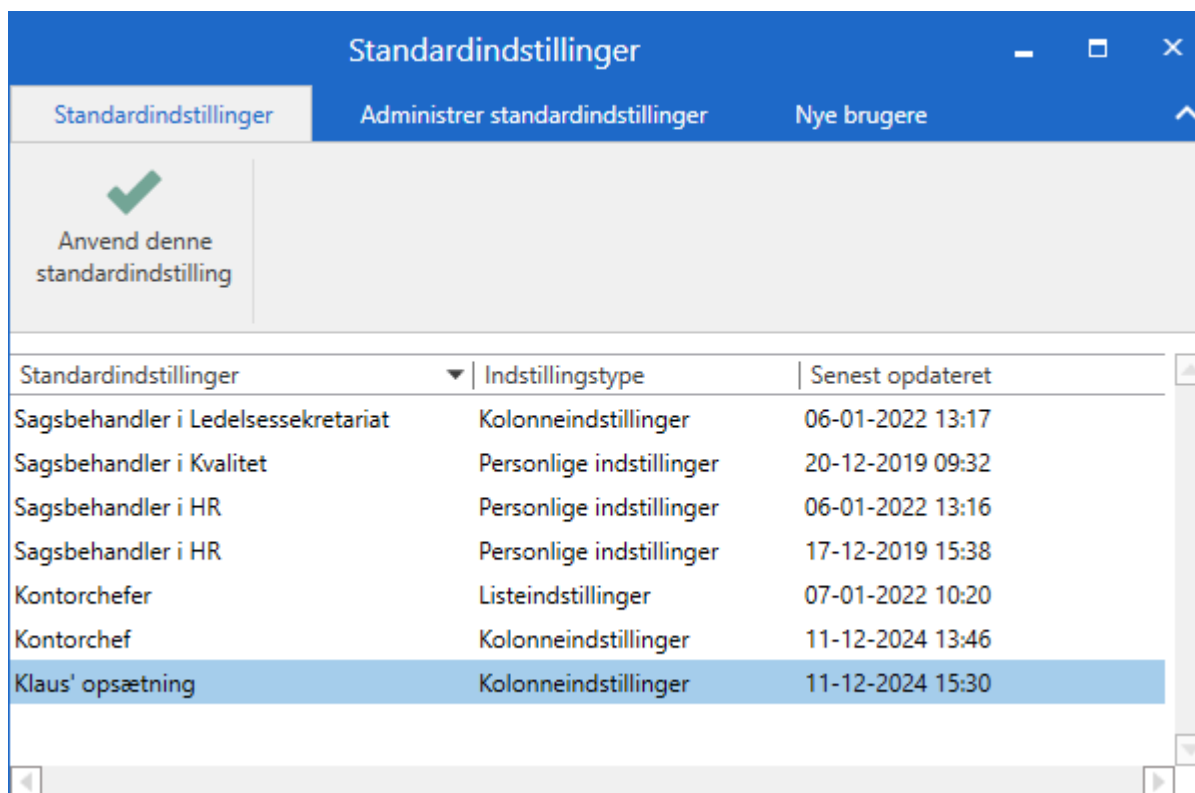 Standardindstillinger
Standardindstillinger Administrer standardindstillinger Nye brugere
Anvend denne
standardindstilling
Standardindstillinger Indstillingstype Senest opdateret
Sagsbehandler i Ledelsessekretariat Kolonneindstillinger 06-01-2022 13:17
Sagsbehandler i Kvalitet Personlige indstillinger 20-12-2019 09:32
Sagsbehandler i HR Personlige indstillinger 06-01-2022 13:16
Sagsbehandler i HR Personlige indstillinger 17-12-2019 15:38
Kontorchefer Listeindstillinger 07-01-2022 10:20
Kontorchef Kolonneindstillinger 11-12-2024 13:46
Klaus' opsætning Kolonneindstillinger 11-12-2024 15:30